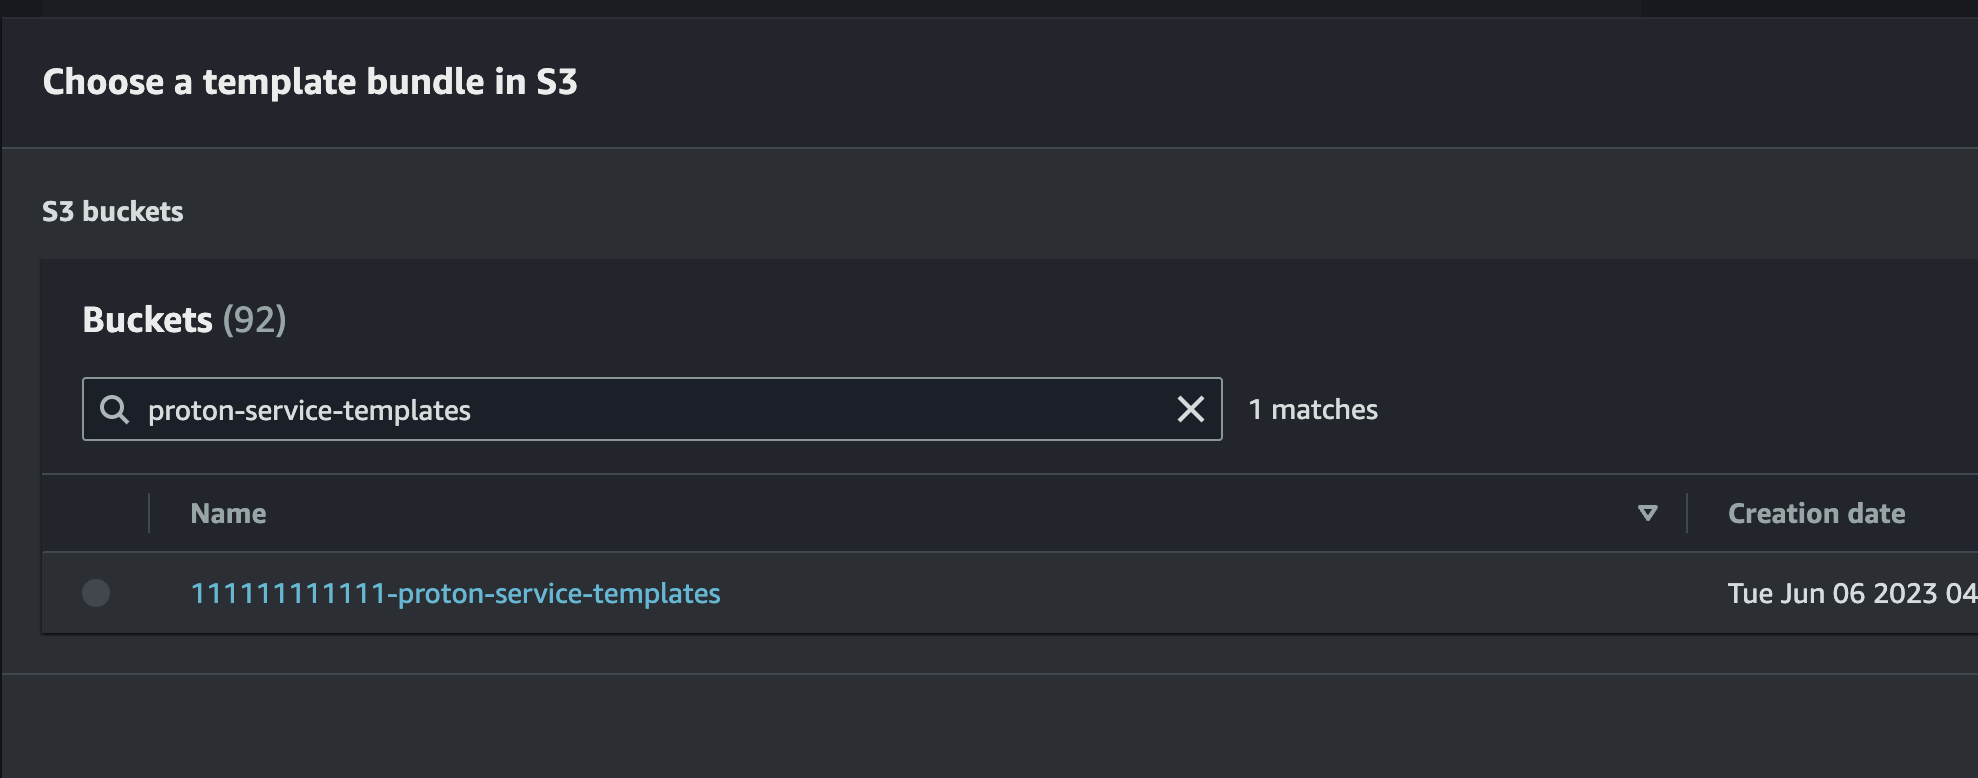 Choose a template bundle in S3
S3 buckets
Buckets (92)
proton-service-templates
1 matches
Name
Creation date
111111111111-proton-service-templates
Tue Jun 06 2023 04